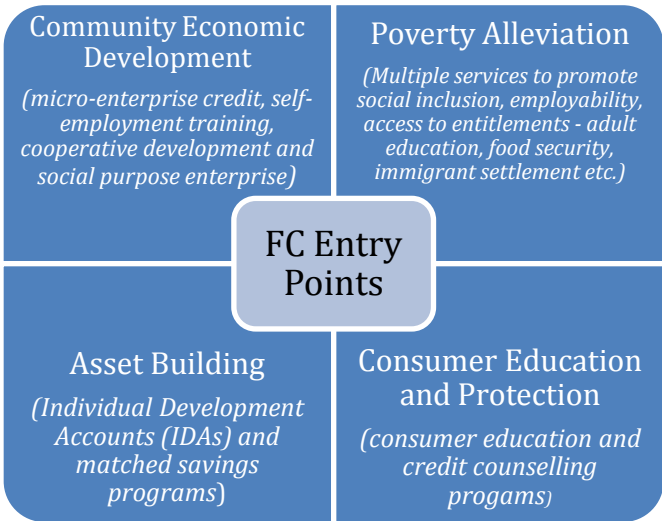 Community Economic
Development
(micro-enterprise credit, self-
employment training,
cooperative development and
social purpose enterprise)
Poverty Alleviation
(Multiple services to promote
social inclusion, employability,
access to entitlements - adult
education, food security,
immigrant settlement etc.)
FC Entry
Points
Asset Building
(Individual Development
Accounts (IDAs) and
matched savings
programs)
Consumer Education
and Protection
(consumer education and
credit counselling
progams)